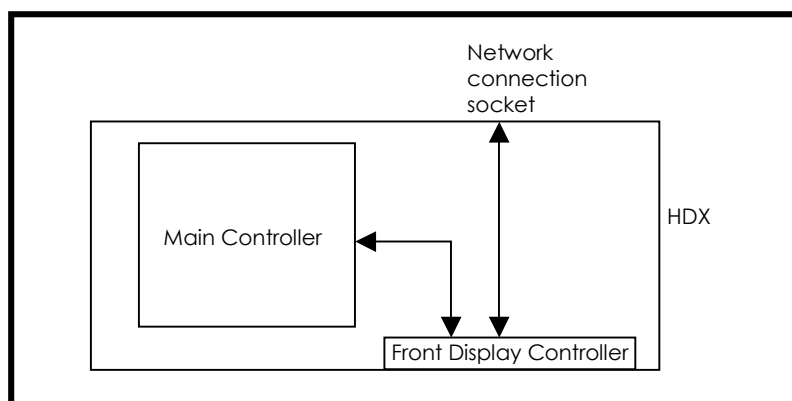 Network
connection
socket
HDX
Main Controller
Front Display Controller